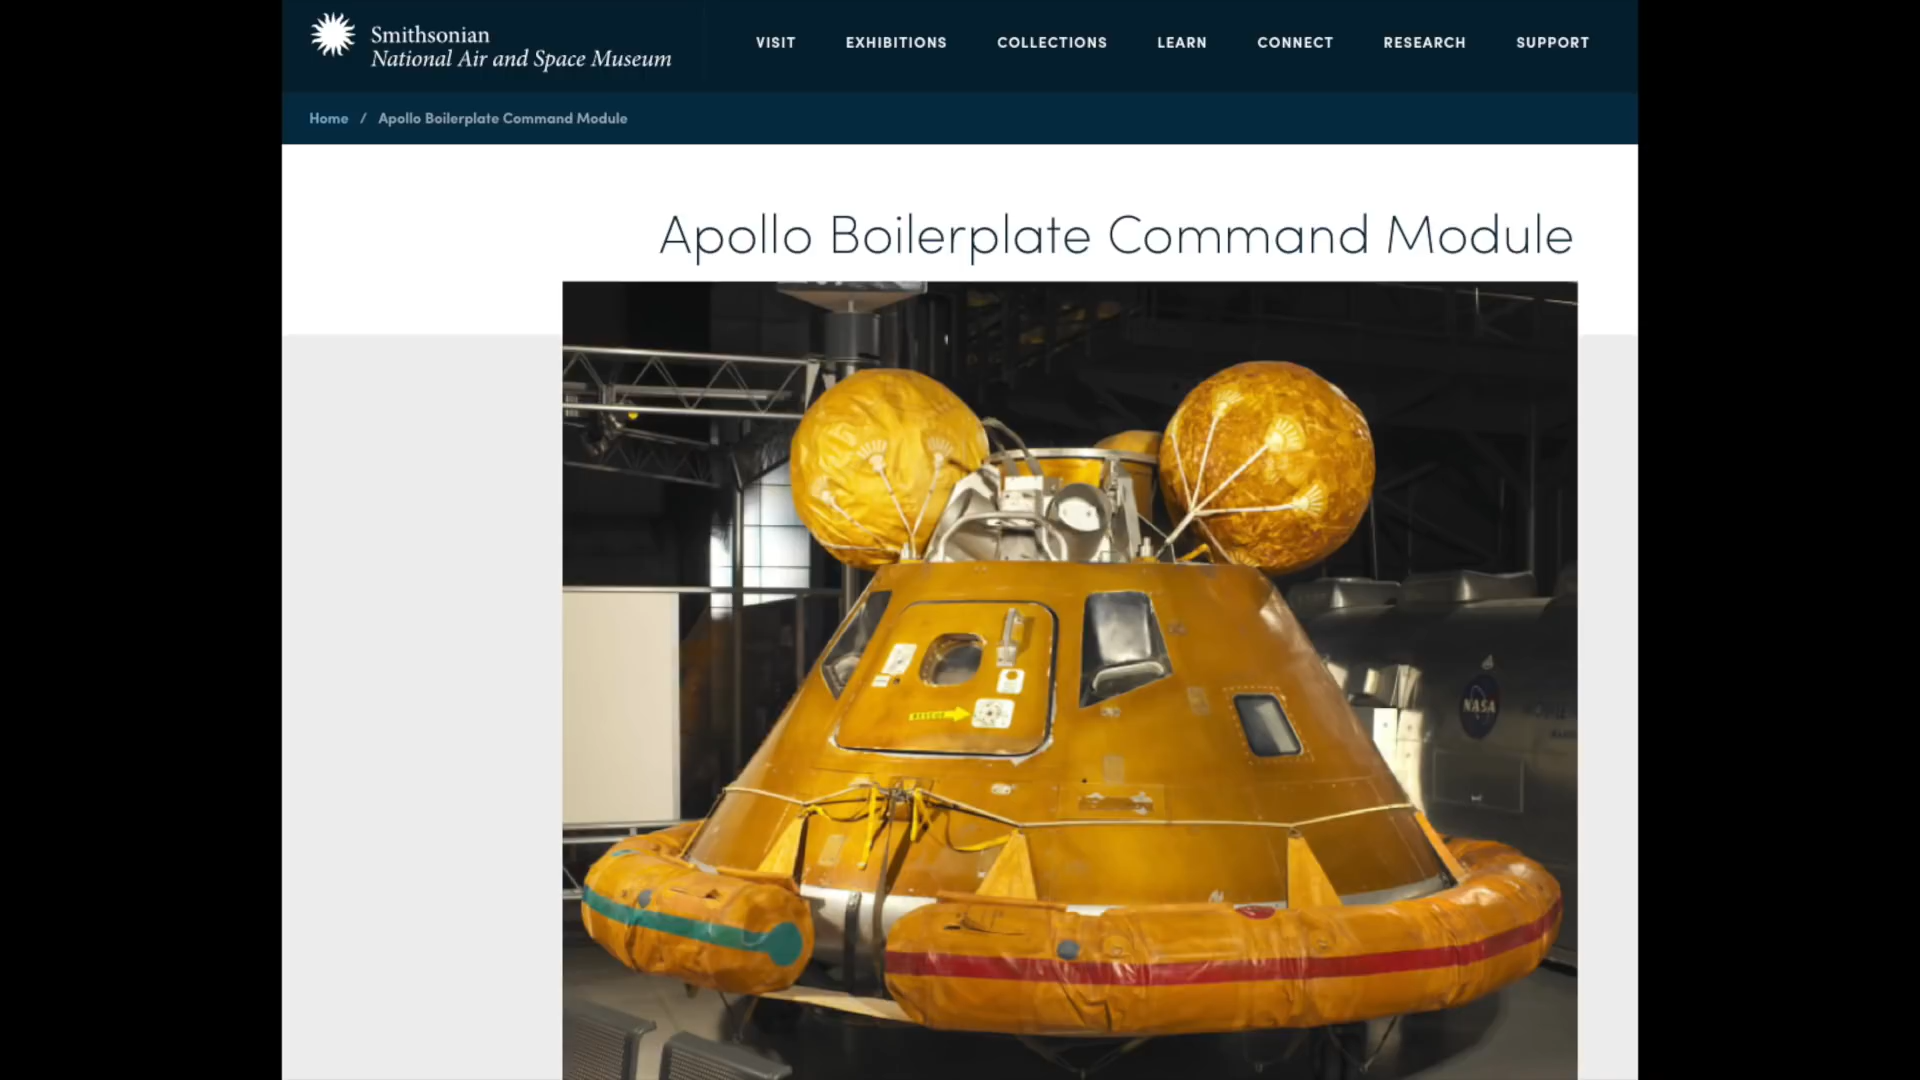 Smithsonian
National Air and Space Museum
VISIT
EXHIBITIONS
COLLECTIONS
LEARN
CONNECT
RESEARCH
SUPPORT
Home / Apollo Boilerplate Command Module
Apollo Boilerplate Command Module
RESCUE
NASA